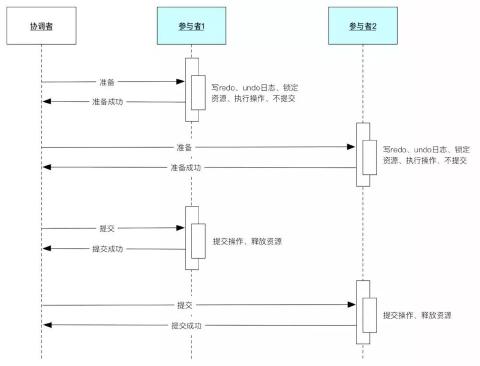 协调者
参与者1
参与者2
准备
写redo、undo日志、锁定
资源、执行操作、不提交
准备成功
准备
写redo、undo日志、锁定
资源、执行操作、不提交
准备成功
提交
提交操作、释放资源
提交成功
提交
提交操作、释放资源
提交成功